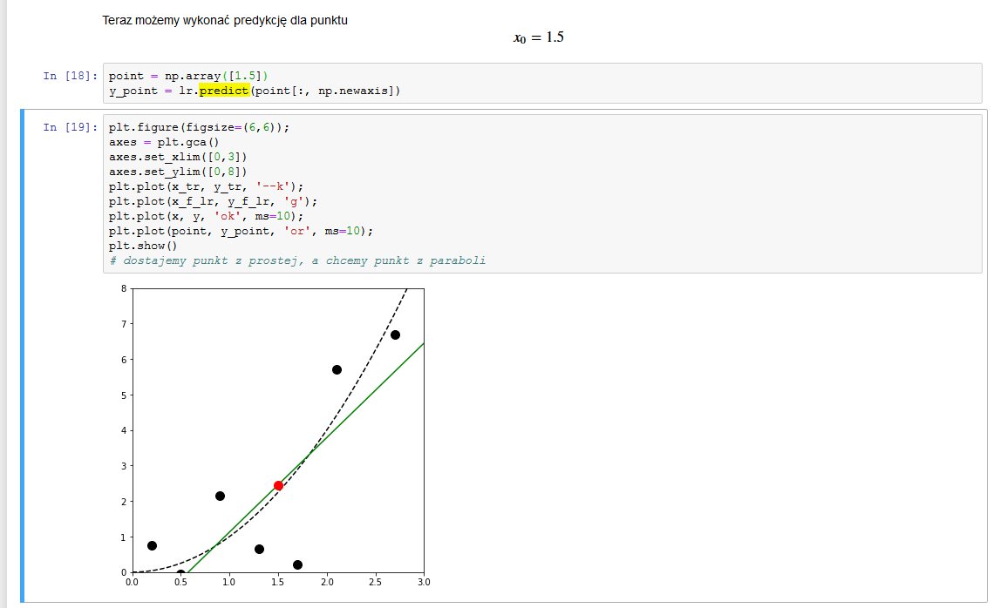 Teraz możemy wykonać predykcję dla punktu
x₀ = 1.5
In [18]: point = np.array([1.5])
y_point = lr.predict(point[:, np.newaxis])
In [19]: plt.figure(figsize=(6,6));
axes = plt.gca()
axes.set_xlim([0,3])
axes.set_ylim([0,8])
plt.plot(x_tr, y_tr, '--k');
plt.plot(x_f_lr, y_f_lr, 'g');
plt.plot(x, y, 'ok', ms=10);
plt.plot(point, y_point, 'or', ms=10);
plt.show()
# dostajemy punkt z prostej, a chcemy punkt z paraboli
8
7
6
5
4
3
2
1
0
0.0 0.5 1.0 1.5 2.0 2.5 3.0